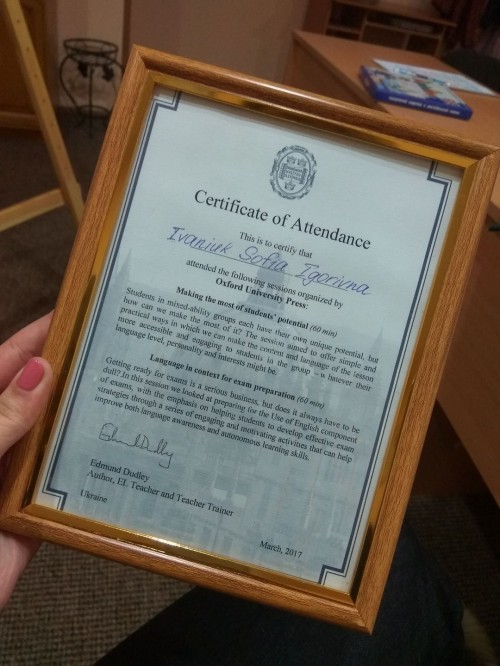 Certificate of Attendance
This is to certify that
Ivaniuk Sofia Igorivna
attended the following sessions organized by
Oxford University Press:
Making the most of students' potential (60 min)
Students in mixed-ability groups each have their own unique potential, but
how can we make the most of it? The session aimed to offer simple and
practical ways in which we can make the content and language of the lesson
more accessible and engaging to students in the group – whatever their
language level, personality and interests might be.
Language in context for exam preparation (60 min)
Getting ready for exams is a serious business, but does it always have to be
dull? In this session we looked at preparing for the Use of English component
of exams, with the emphasis on helping students to develop effective exam
strategies through a series of engaging and motivating activities that can help
improve both language awareness and autonomous learning skills.
Edmund Dudley
Edmund Dudley
Author, EL Teacher and Teacher Trainer
Ukraine
March, 2017